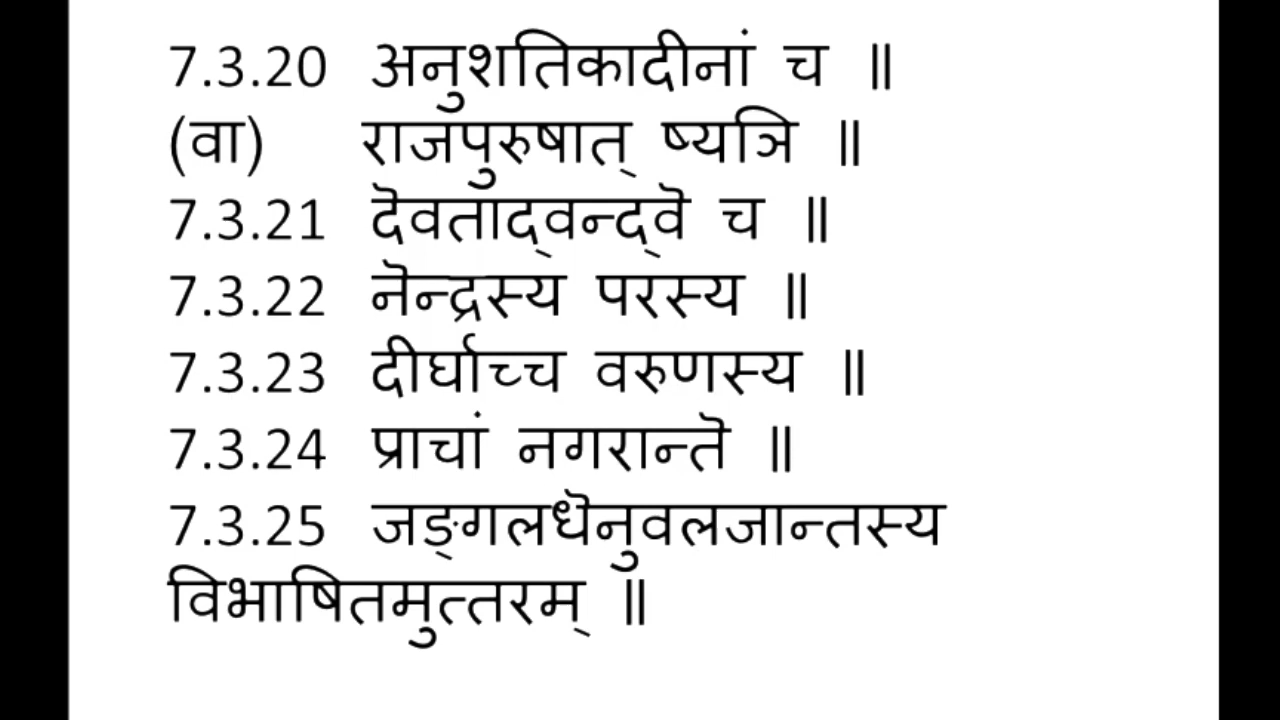 7.3.20 अनुशतिकादीनां च ॥
(वा) राजपुरुषात् ष्यञि ॥
7.3.21 दॆवताद्वन्द्वॆ च ॥
7.3.22 नॆन्द्रस्य परस्य ॥
7.3.23 दीर्घाच्च वरुणस्य ॥
7.3.24 प्राचां नगरान्तॆ ॥
7.3.25 जङ्गलधॆनुवलजान्तस्य
विभाषितमुत्तरम् ॥